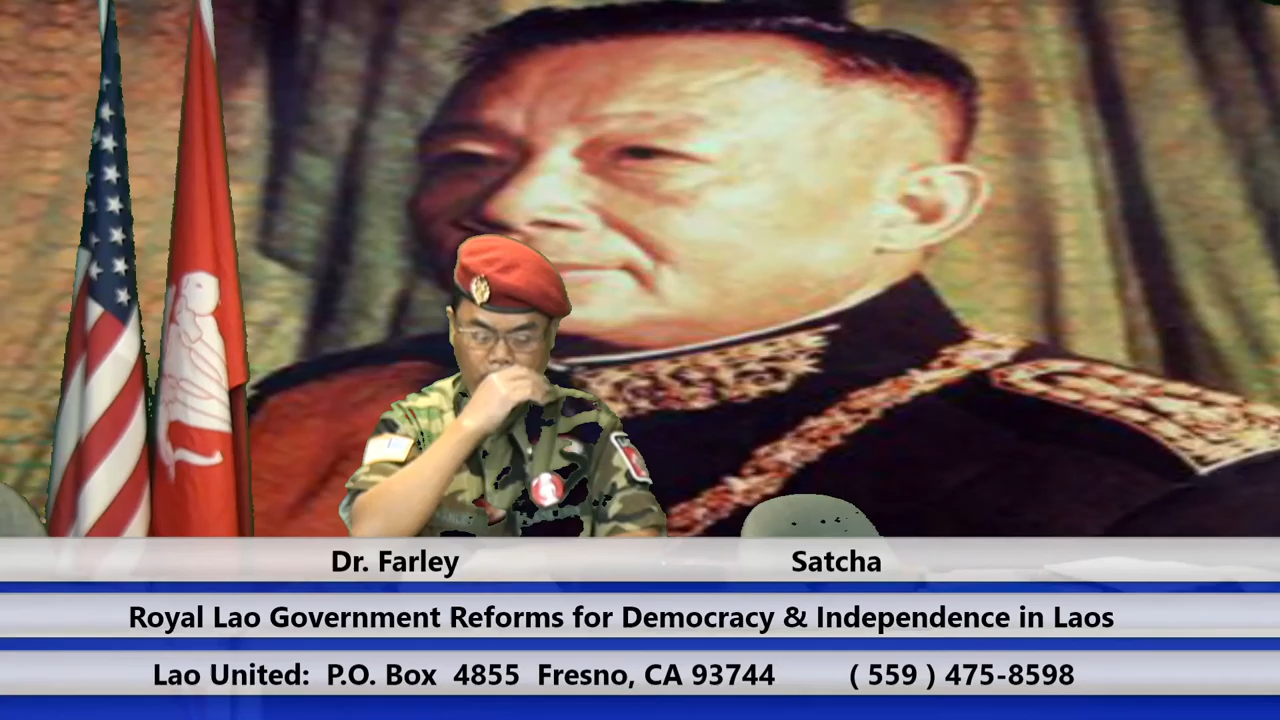 Dr. Farley Satcha
Royal Lao Government Reforms for Democracy & Independence in Laos
Lao United: P.O. Box 4855 Fresno, CA 93744 ( 559 ) 475-8598